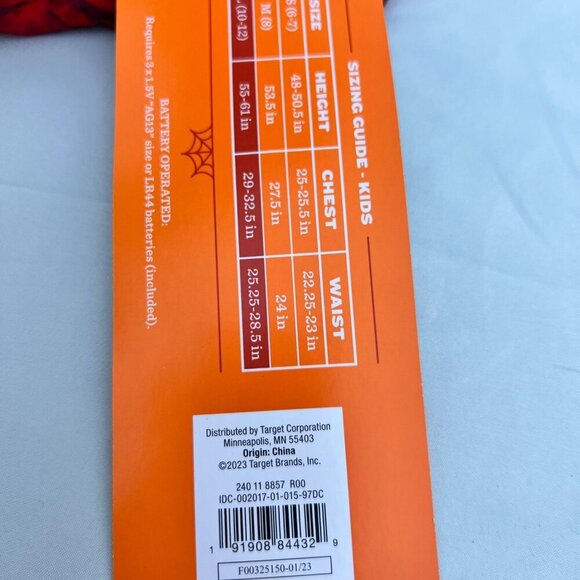 SIZING GUIDE - KIDS
SIZE HEIGHT CHEST WAIST
S (6-7) 48-50.5 in 25-25.5 in 22.25-23 in
M (8) 53.5 in 27.5 in 24 in
(10-12) 55-61 in 29-32.5 in 25.25-28.5 in
BATTERY OPERATED:
Requires 3 x 1.5V "AG13" size or LR44 batteries (included).
Distributed by Target Corporation
Minneapolis, MN 55403
Origin: China
©2023 Target Brands, Inc.
240 11 8857 R00
IDC-002017-01-015-97DC
1 91908 84432 9
F00325150-01/23